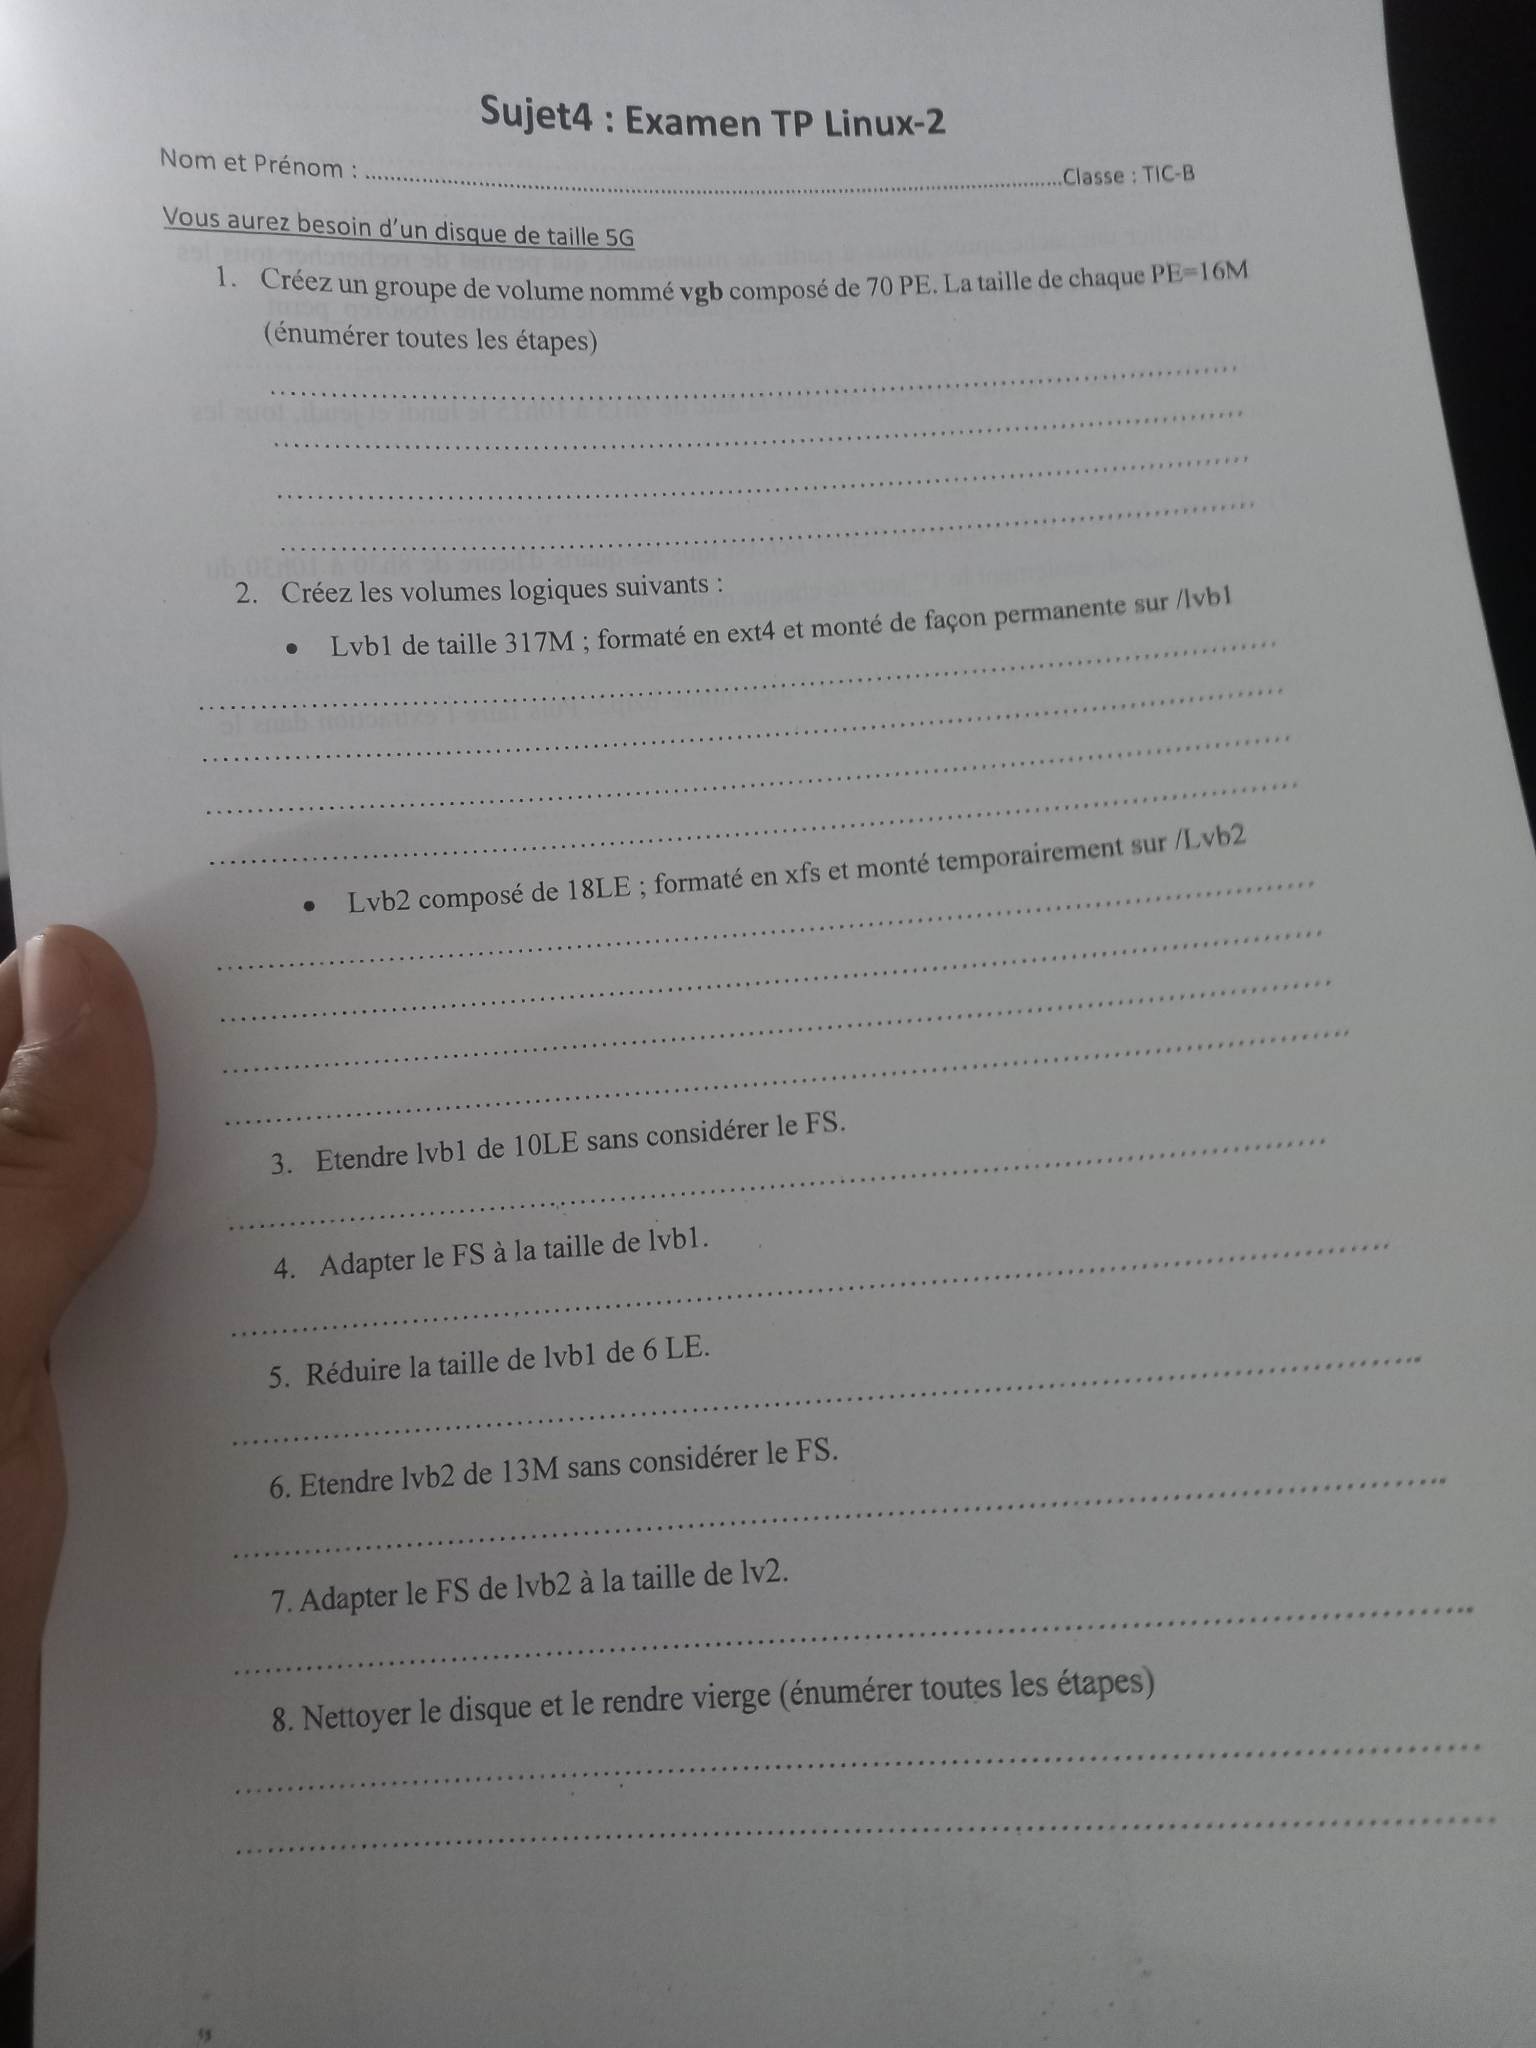 Sujet4 : Examen TP Linux-2
Nom et Prénom : ........................................Classe : TIC-B
Vous aurez besoin d'un disque de taille 5G
1. Créez un groupe de volume nommé vgb composé de 70 PE. La taille de chaque PE=16M
(énumérer toutes les étapes)
2. Créez les volumes logiques suivants :
• Lvb1 de taille 317M ; formaté en ext4 et monté de façon permanente sur /lvb1
• Lvb2 composé de 18LE ; formaté en xfs et monté temporairement sur /Lvb2
3. Etendre lvb1 de 10LE sans considérer le FS.
4. Adapter le FS à la taille de lvb1.
5. Réduire la taille de lvb1 de 6 LE.
6. Etendre lvb2 de 13M sans considérer le FS.
7. Adapter le FS de lvb2 à la taille de lv2.
8. Nettoyer le disque et le rendre vierge (énumérer toutes les étapes)